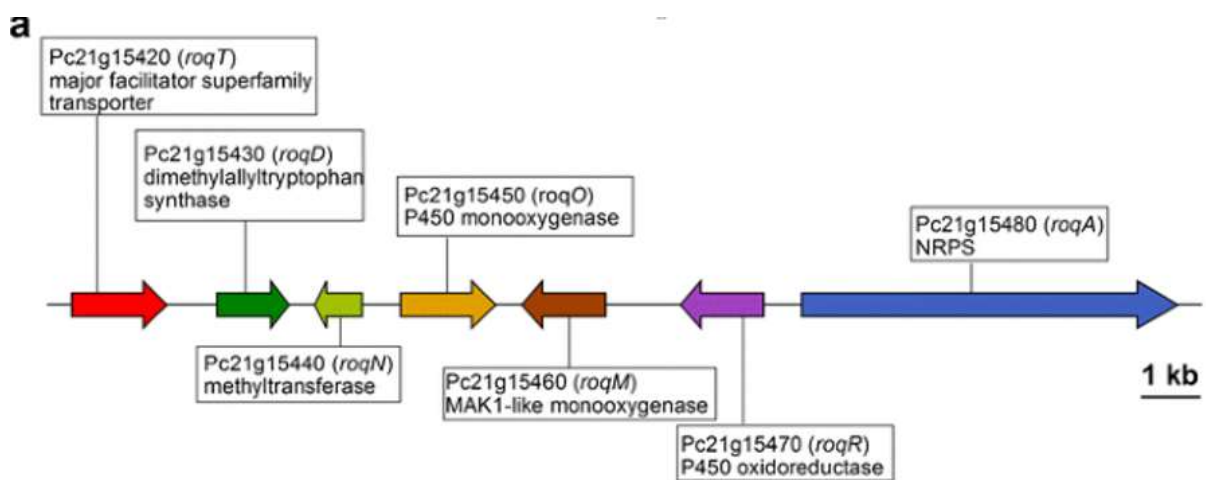 a
Pc21g15420 (roqT)
major facilitator superfamily
transporter
Pc21g15430 (roqD)
dimethylallyltryptophan
synthase
Pc21g15450 (roqO)
P450 monooxygenase
Pc21g15480 (roqA)
NRPS
Pc21g15440 (roqN)
methyltransferase
Pc21g15460 (roqM)
MAK1-like monooxygenase
Pc21g15470 (roqR)
P450 oxidoreductase
1 kb